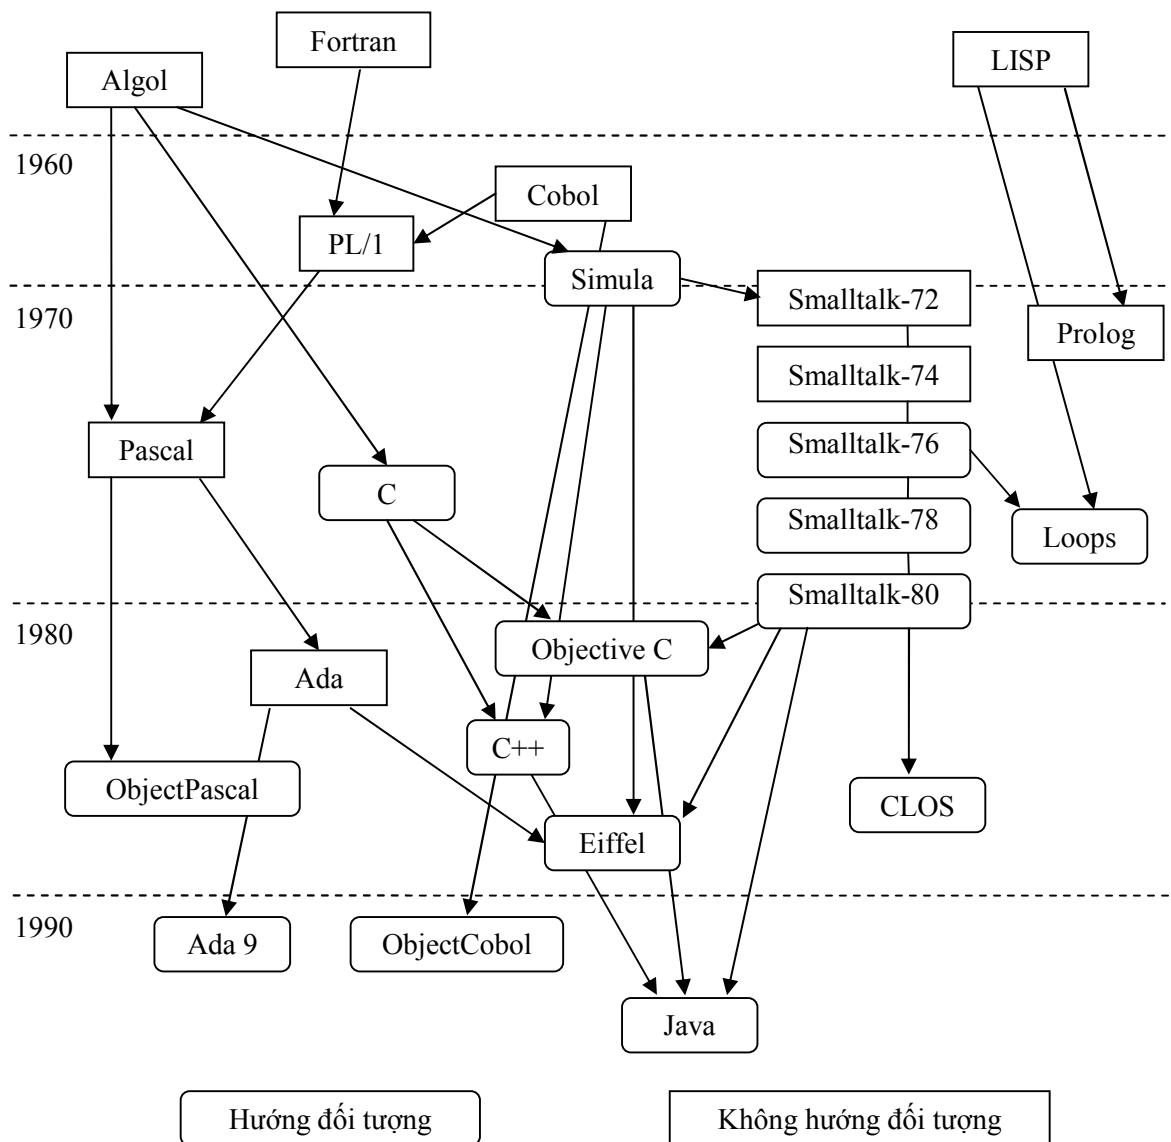 Fortran
Algol
LISP
1960
Cobol
PL/1
Simula
Smalltalk-72
1970
Prolog
Smalltalk-74
Pascal
Smalltalk-76
C
Smalltalk-78
Loops
Smalltalk-80
1980
Objective C
Ada
C++
ObjectPascal
CLOS
Eiffel
1990
Ada 9
ObjectCobol
Java
Hướng đối tượng
Không hướng đối tượng